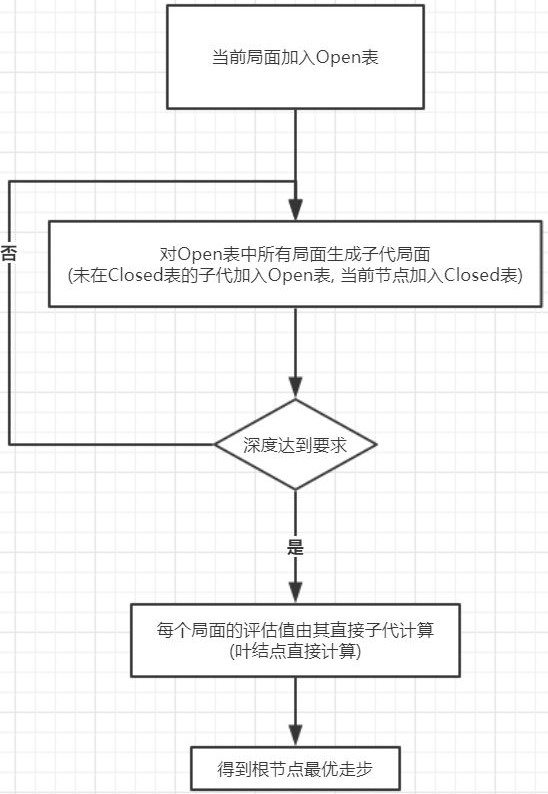 当前局面加入Open表
否
对Open表中所有局面生成子代局面
(未在Closed表的子代加入Open表, 当前节点加入Closed表)
深度达到要求
是
每个局面的评估值由其直接子代计算
(叶结点直接计算)
得到根节点最优走步